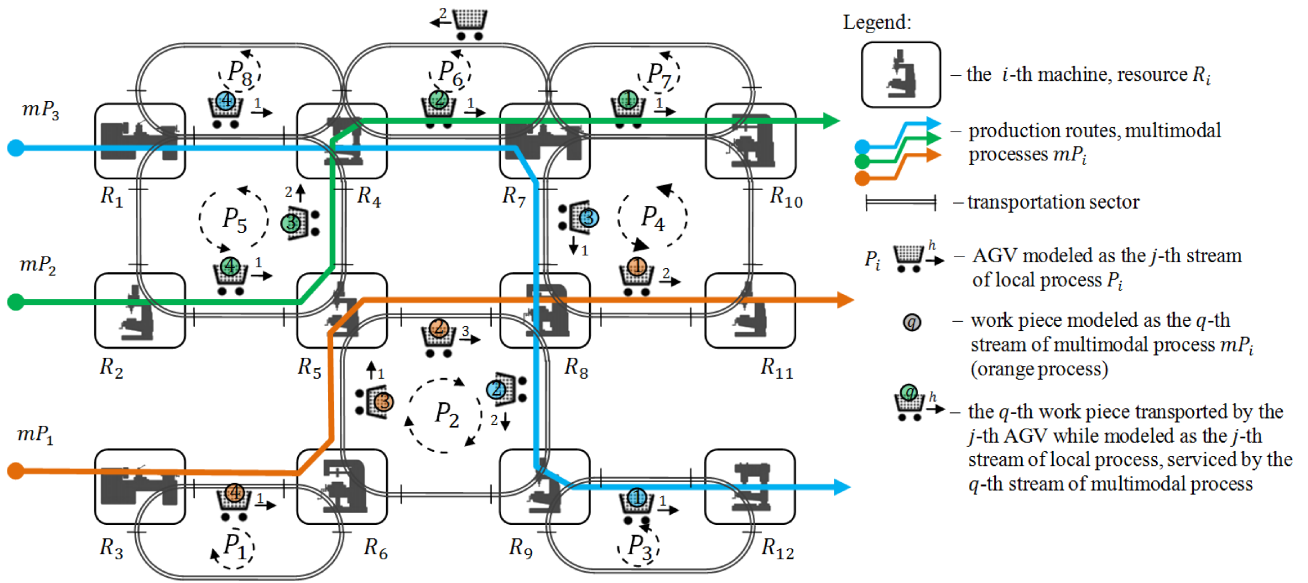 2
Legend:
P₈
P₆
P₇
4
1
2
1
1
1
– the i-th machine, resource Rᵢ
mP₃
R₁
R₄
R₇
R₁₀
– production routes, multimodal
processes mPᵢ
2
3
P₅
3
1
P₄
– transportation sector
mP₂
4
1
1
2
Pᵢ
h
– AGV modeled as the j-th stream
of local process Pᵢ
R₂
R₅
R₈
R₁₁
2
3
q
– work piece modeled as the q-th
stream of multimodal process mPᵢ
(orange process)
1
3
P₂
2
2
mP₁
q
h
– the q-th work piece transported by the
j-th AGV while modeled as the j-th
stream of local process, serviced by the
q-th stream of multimodal process
4
1
1
1
R₃
P₁
R₆
R₉
P₃
R₁₂